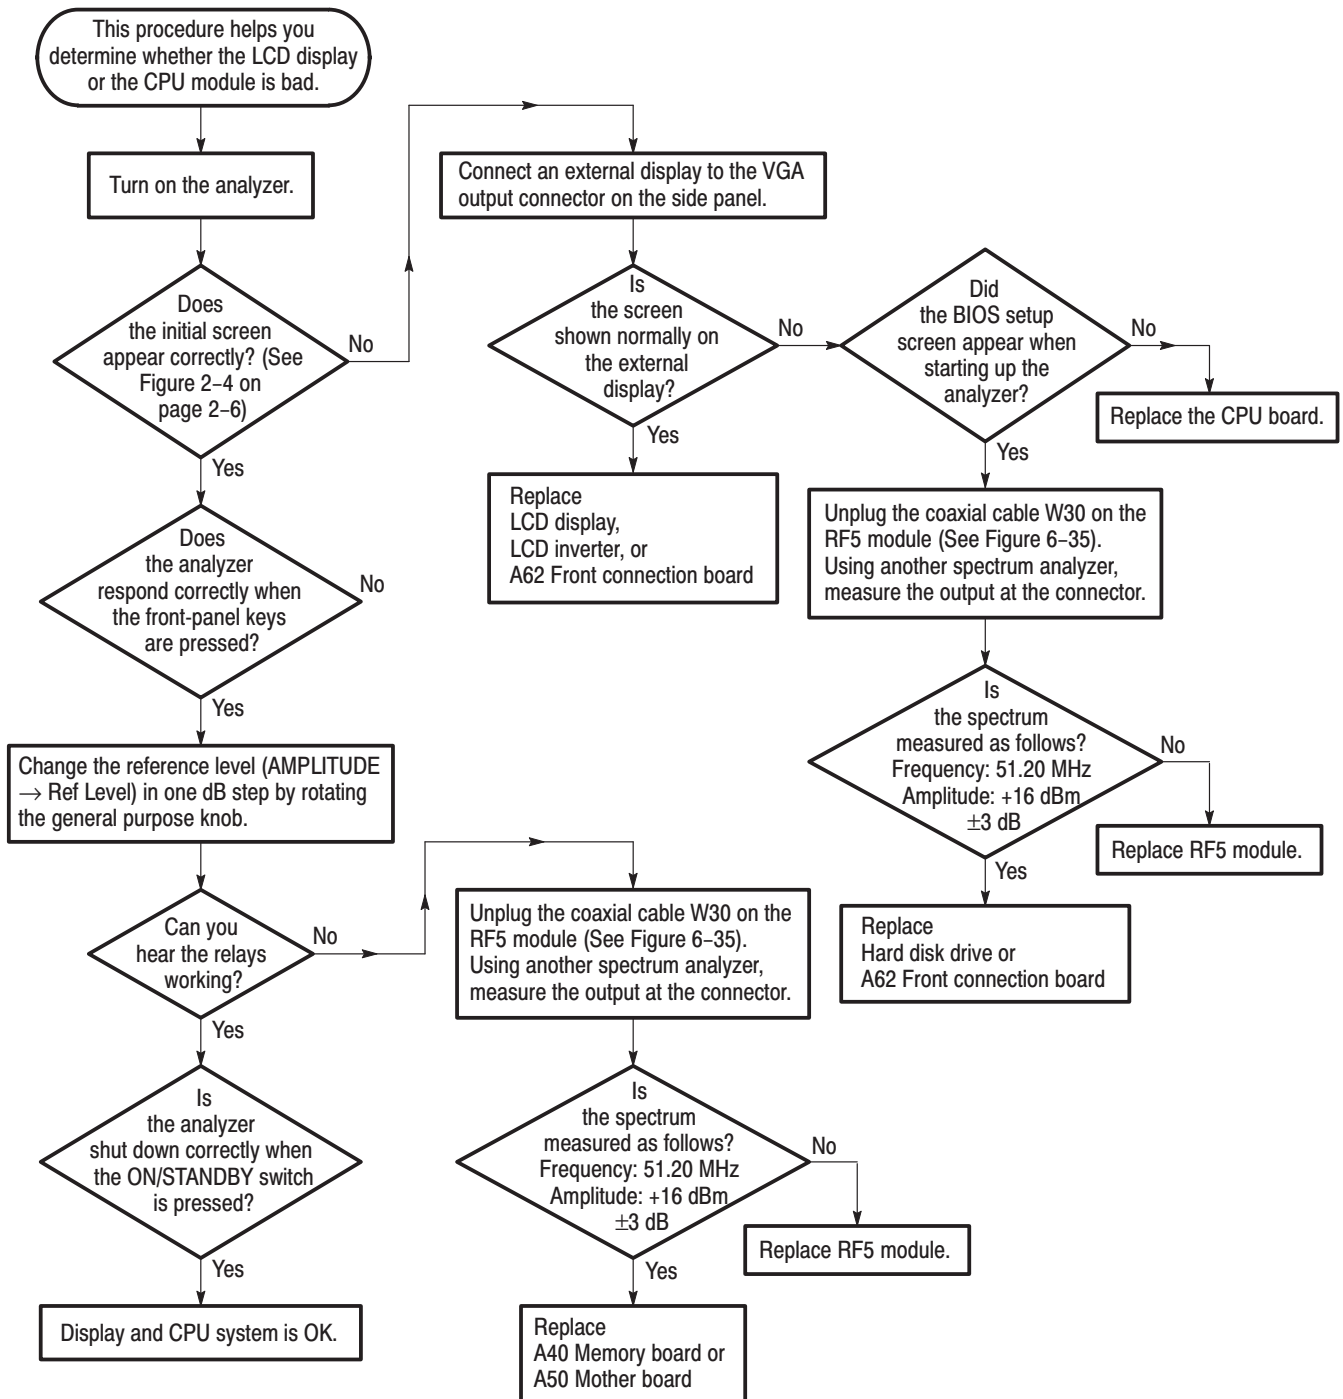 This procedure helps you
determine whether the LCD display
or the CPU module is bad.
Turn on the analyzer.
Does
the initial screen
appear correctly? (See
Figure 2–4 on
page 2–6)
No
Yes
Does
the analyzer
respond correctly when
the front-panel keys
are pressed?
No
Yes
Change the reference level (AMPLITUDE
→ Ref Level) in one dB step by rotating
the general purpose knob.
Can you
hear the relays
working?
No
Yes
Is
the analyzer
shut down correctly when
the ON/STANDBY switch
is pressed?
Yes
Display and CPU system is OK.
Connect an external display to the VGA
output connector on the side panel.
Is
the screen
shown normally on
the external
display?
No
Yes
Replace
LCD display,
LCD inverter, or
A62 Front connection board
Did
the BIOS setup
screen appear when
starting up the
analyzer?
No
Replace the CPU board.
Yes
Unplug the coaxial cable W30 on the
RF5 module (See Figure 6–35).
Using another spectrum analyzer,
measure the output at the connector.
Is
the spectrum
measured as follows?
Frequency: 51.20 MHz
Amplitude: +16 dBm
±3 dB
No
Replace RF5 module.
Yes
Replace
Hard disk drive or
A62 Front connection board
Unplug the coaxial cable W30 on the
RF5 module (See Figure 6–35).
Using another spectrum analyzer,
measure the output at the connector.
Is
the spectrum
measured as follows?
Frequency: 51.20 MHz
Amplitude: +16 dBm
±3 dB
No
Replace RF5 module.
Yes
Replace
A40 Memory board or
A50 Mother board